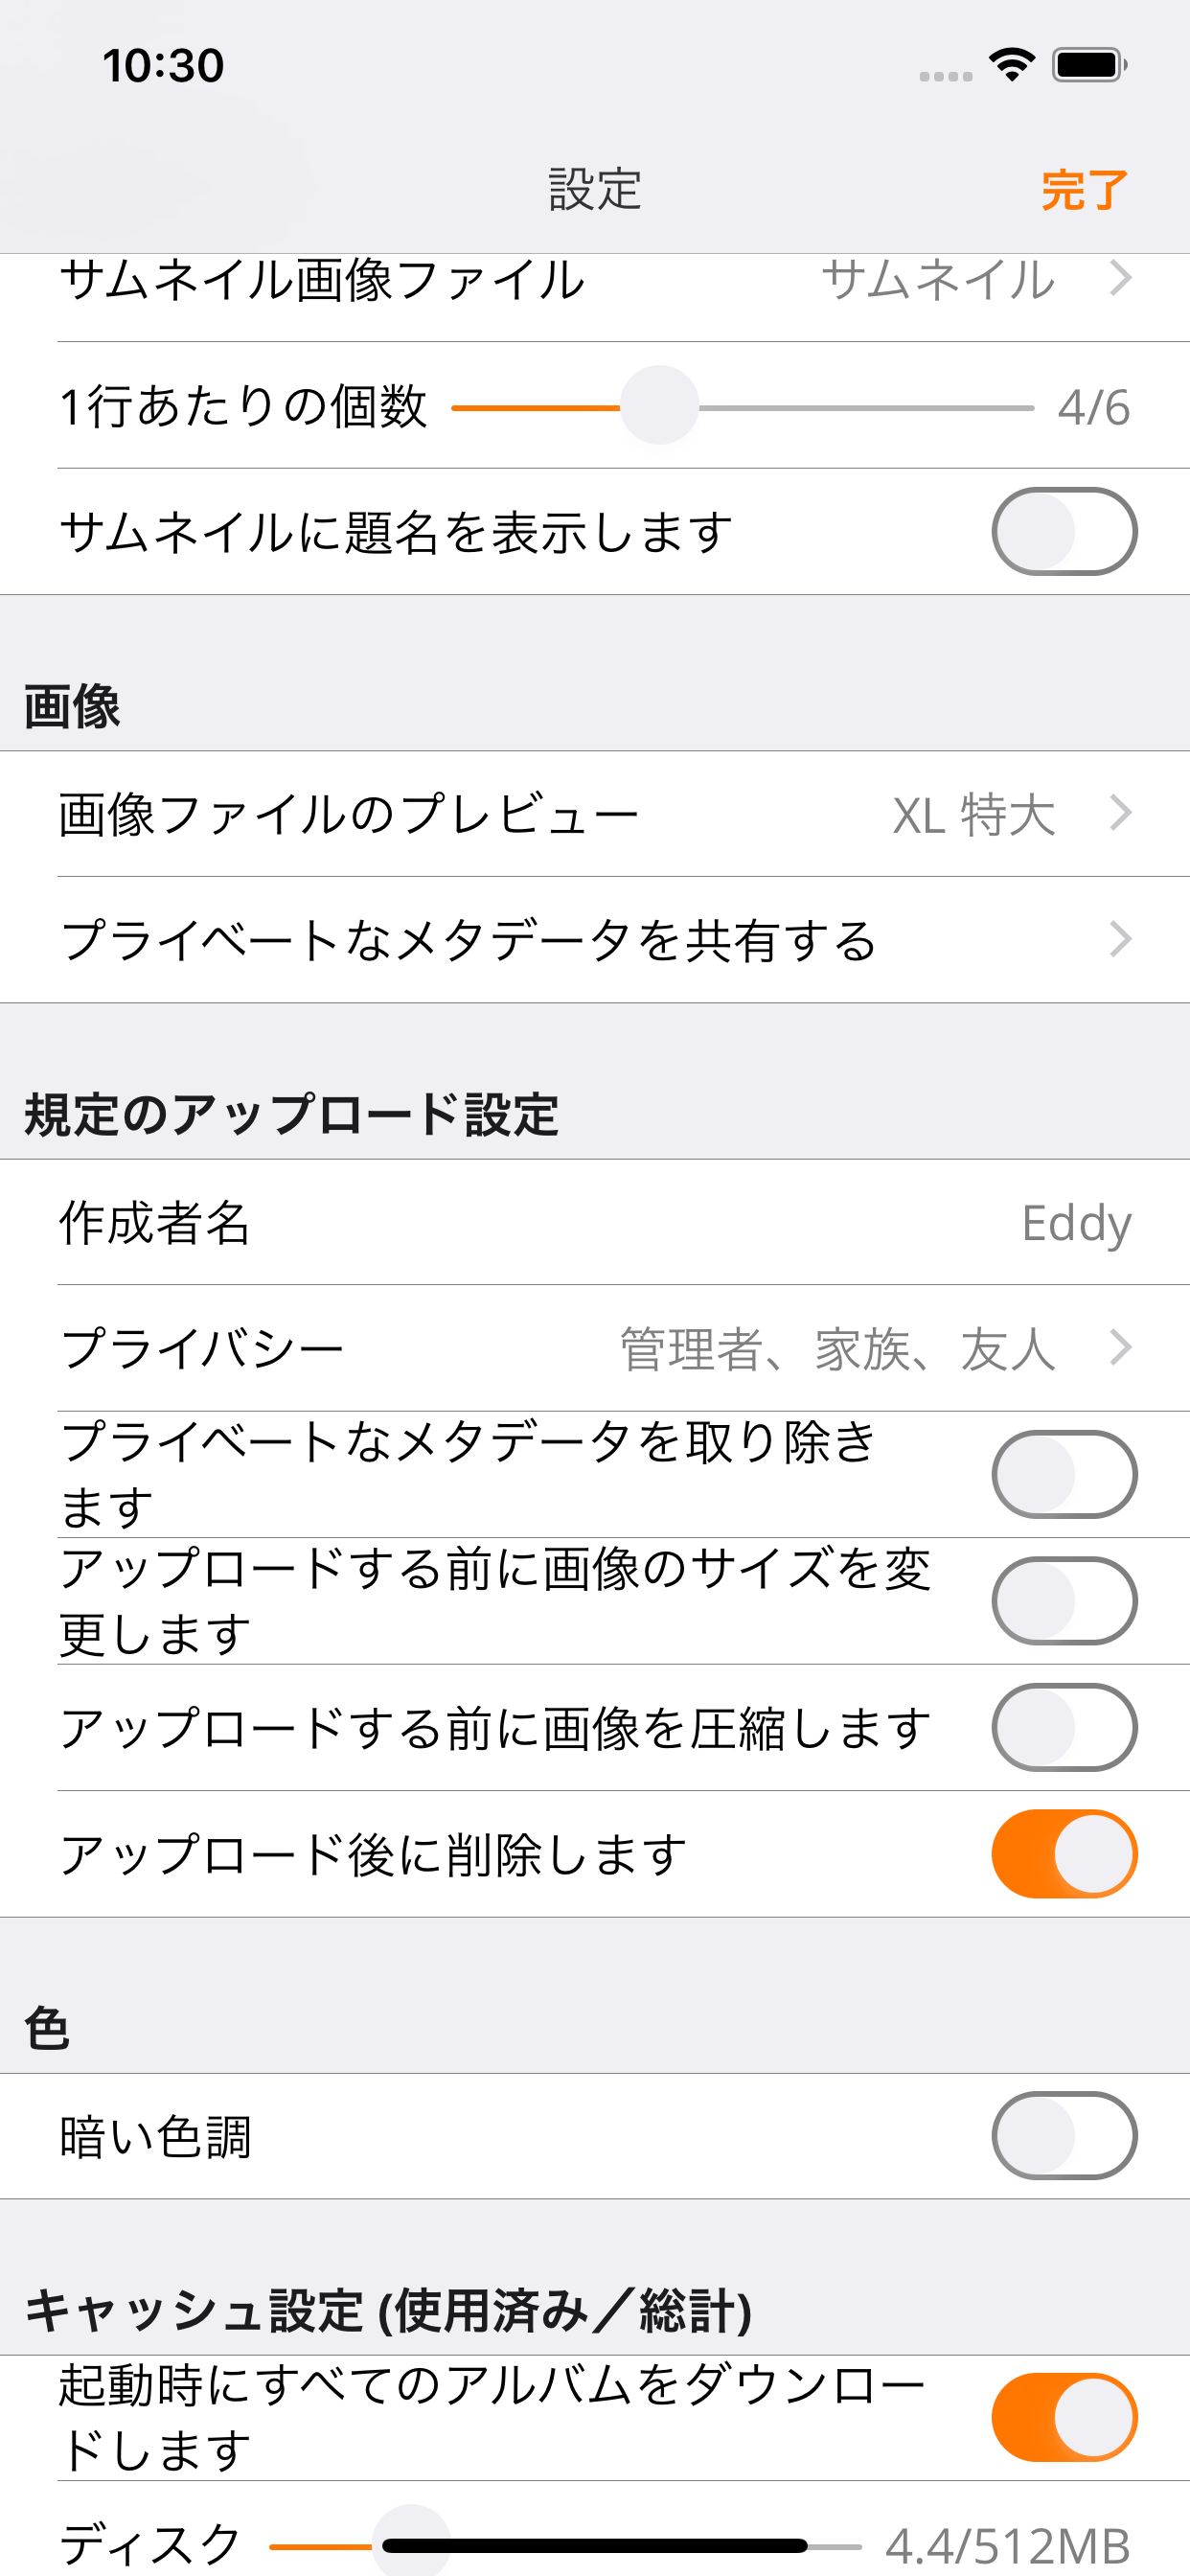 10:30
設定
完了
サムネイル画像ファイル サムネイル
1行あたりの個数 4/6
サムネイルに題名を表示します
画像
画像ファイルのプレビュー XL 特大
プライベートなメタデータを共有する
規定のアップロード設定
作成者名 Eddy
プライバシー 管理者、家族、友人
プライベートなメタデータを取り除き
ます
アップロードする前に画像のサイズを変
更します
アップロードする前に画像を圧縮します
アップロード後に削除します
色
暗い色調
キャッシュ設定 (使用済み／総計)
起動時にすべてのアルバムをダウンロー
ドします
ディスク 4.4/512MB